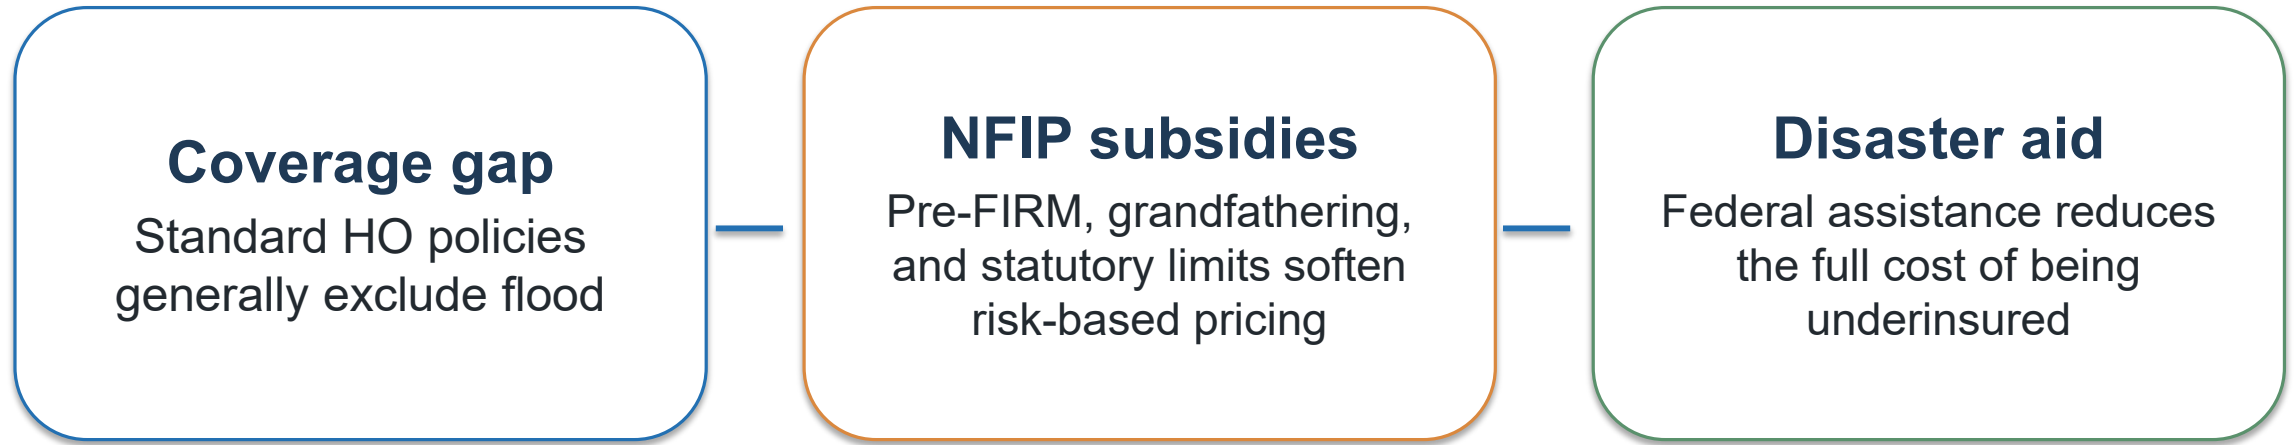 Coverage gap
Standard HO policies
generally exclude flood
NFIP subsidies
Pre-FIRM, grandfathering,
and statutory limits soften
risk-based pricing
Disaster aid
Federal assistance reduces
the full cost of being
underinsured